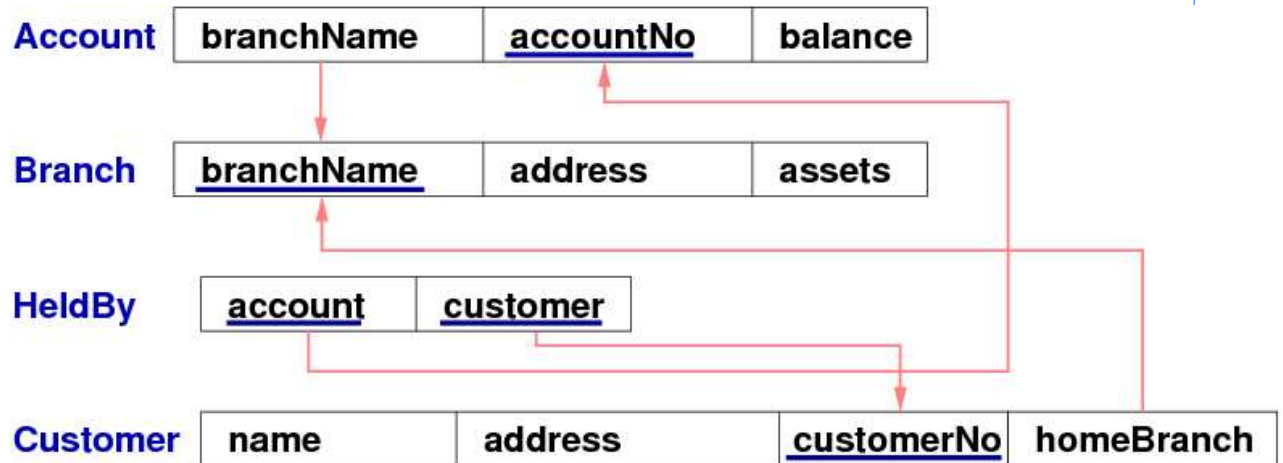 Account branchName accountNo balance
Branch branchName address assets
HeldBy account customer
Customer name address customerNo homeBranch